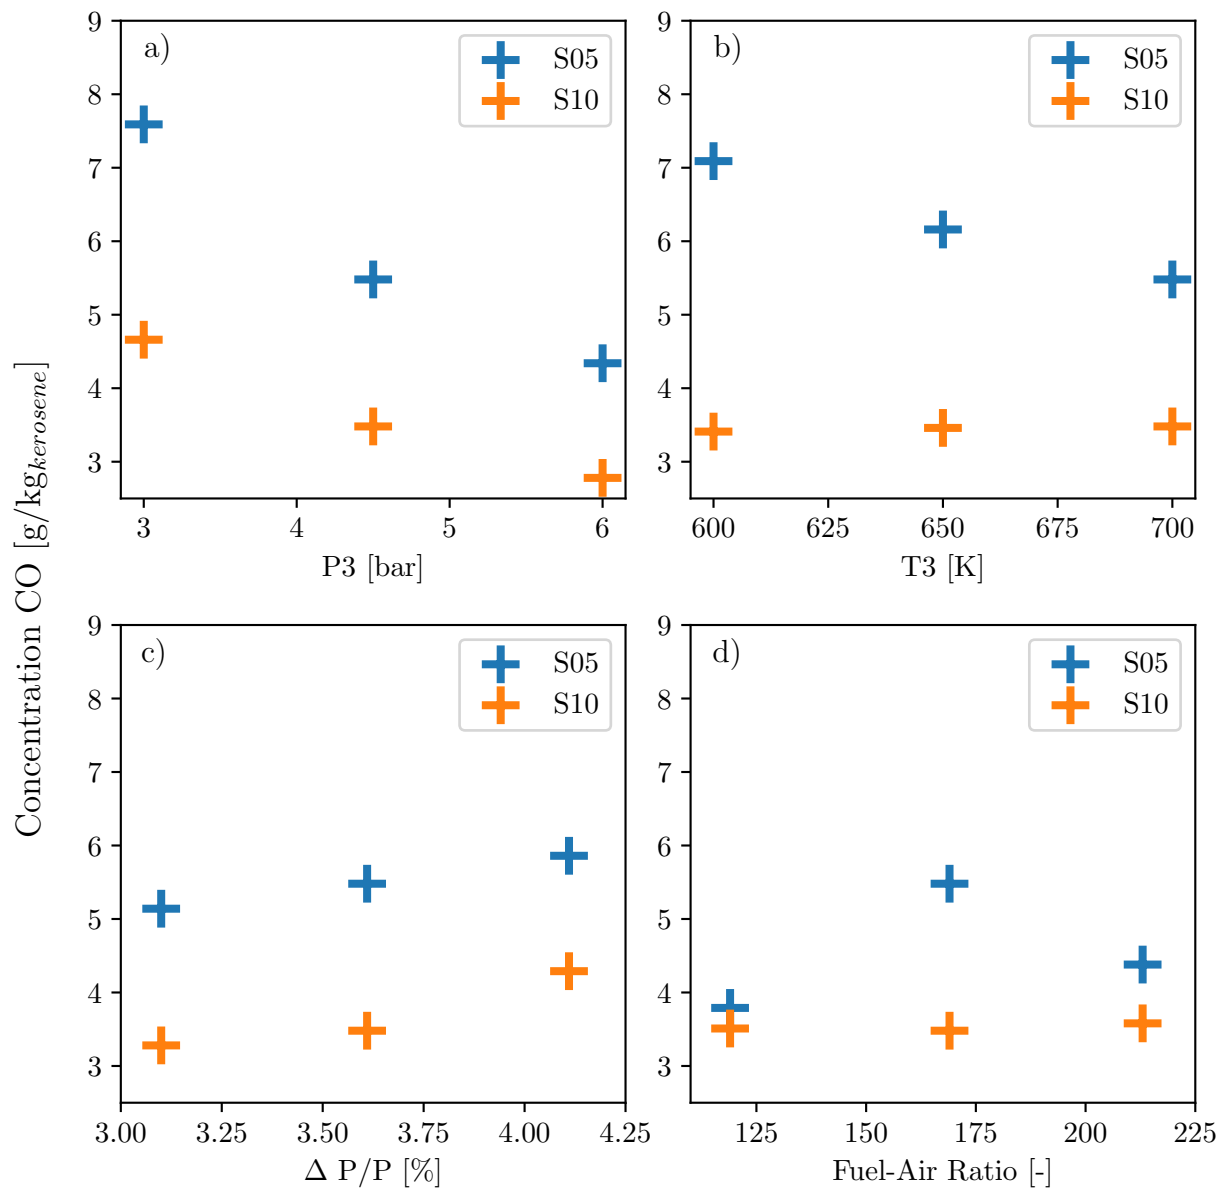 Concentration CO [g/kg_kerosene]
a)
S05
S10
9
8
7
6
5
4
3
3 4 5 6
P3 [bar]
b)
S05
S10
9
8
7
6
5
4
3
600 625 650 675 700
T3 [K]
c)
S05
S10
9
8
7
6
5
4
3
3.00 3.25 3.50 3.75 4.00 4.25
Δ P/P [%]
d)
S05
S10
9
8
7
6
5
4
3
125 150 175 200 225
Fuel-Air Ratio [-]